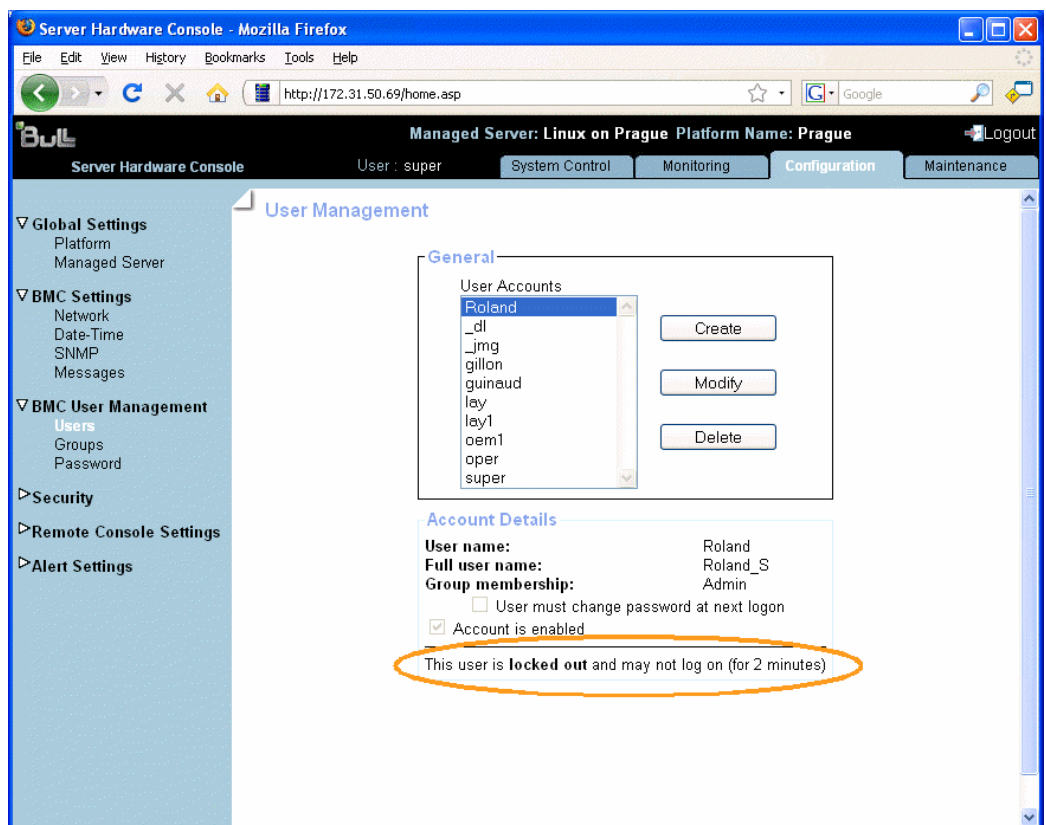 Server Hardware Console - Mozilla Firefox
File Edit View History Bookmarks Tools Help
http://172.31.50.69/home.asp
G Google
Bull
Managed Server: Linux on Prague Platform Name: Prague
Logout
Server Hardware Console
User : super
System Control
Monitoring
Configuration
Maintenance
Global Settings
Platform
Managed Server
BMC Settings
Network
Date-Time
SNMP
Messages
BMC User Management
Users
Groups
Password
Security
Remote Console Settings
Alert Settings
User Management
General
User Accounts
Roland
_dl
_jmg
gillon
guinaud
lay
lay1
oem1
oper
super
Create
Modify
Delete
Account Details
User name: Roland
Full user name: Roland_S
Group membership: Admin
User must change password at next logon
Account is enabled
This user is locked out and may not log on (for 2 minutes)